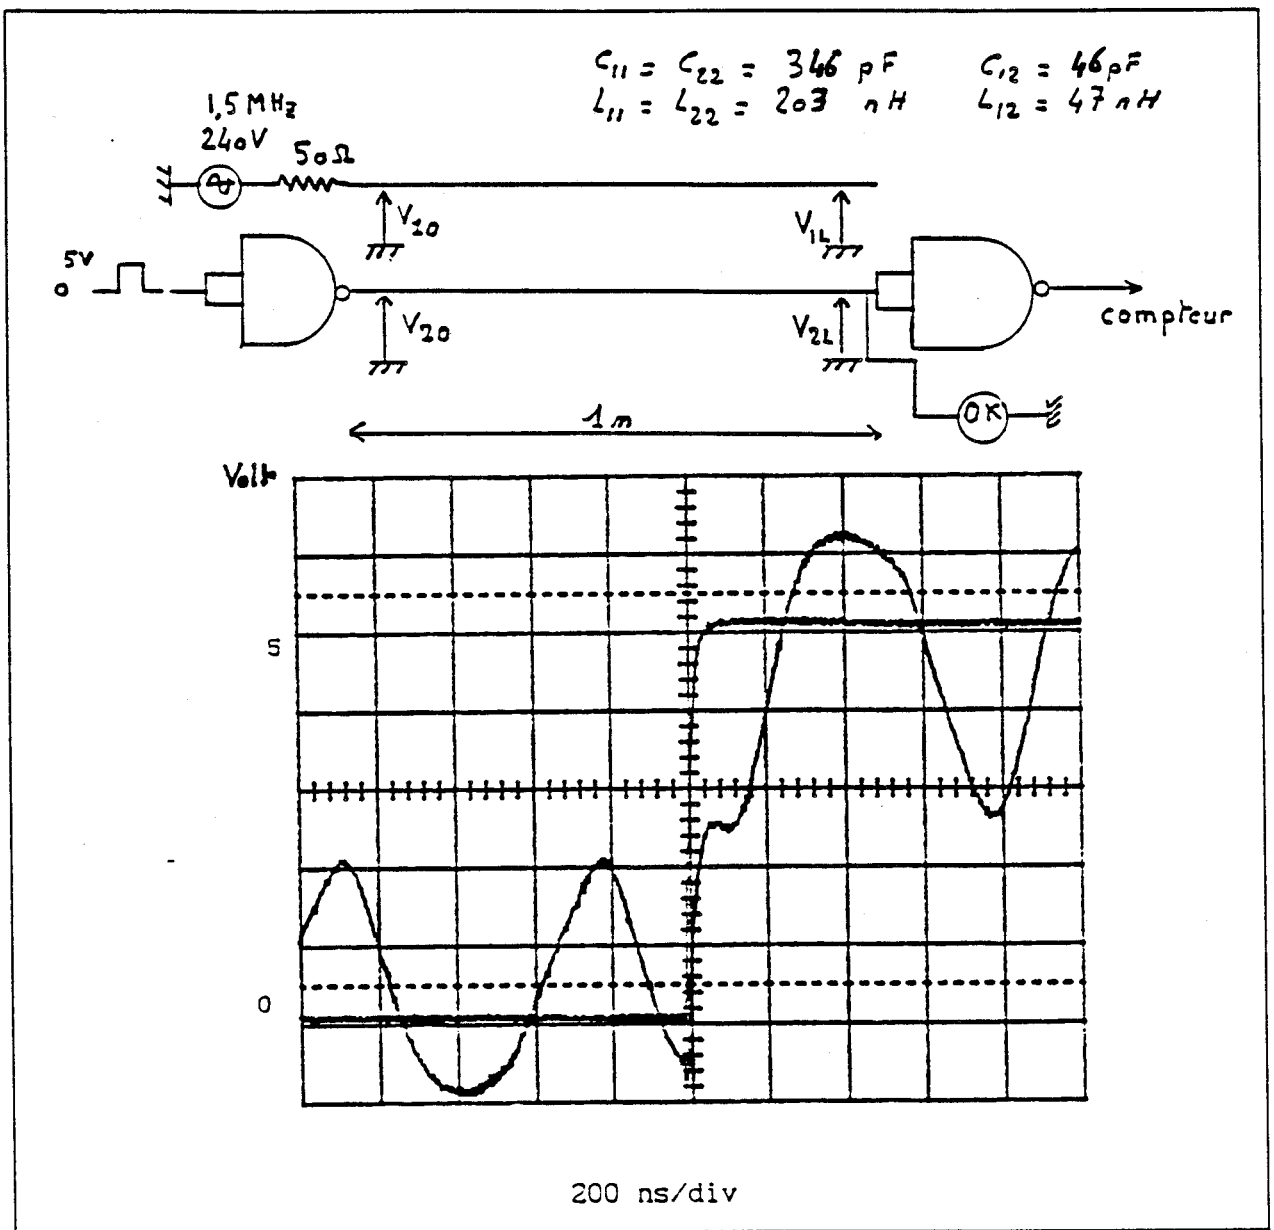 C₁₁ = C₂₂ = 346 pF C₁₂ = 46pF
L₁₁ = L₂₂ = 203 nH L₁₂ = 47 nH
1,5 MHz
240V
50Ω
V₁₀
V₁L
5V
0
V₂₀
V₂L
compteur
OK
1 m
Volt
5
0
200 ns/div